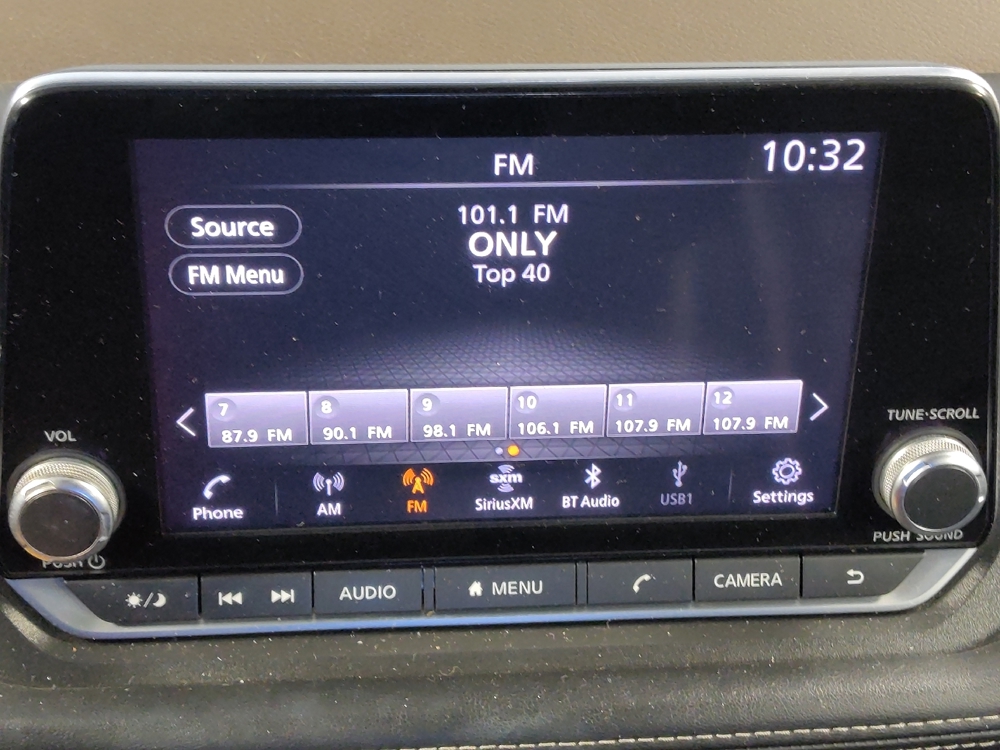 FM
10:32
Source
101.1 FM
ONLY
FM Menu
Top 40
7 8 9 10 11 12
87.9 FM 90.1 FM 98.1 FM 106.1 FM 107.9 FM 107.9 FM
VOL
TUNE·SCROLL
sxm
Phone AM FM SiriusXM BT Audio USB1 Settings
PUSH
PUSH SOUND
AUDIO MENU CAMERA